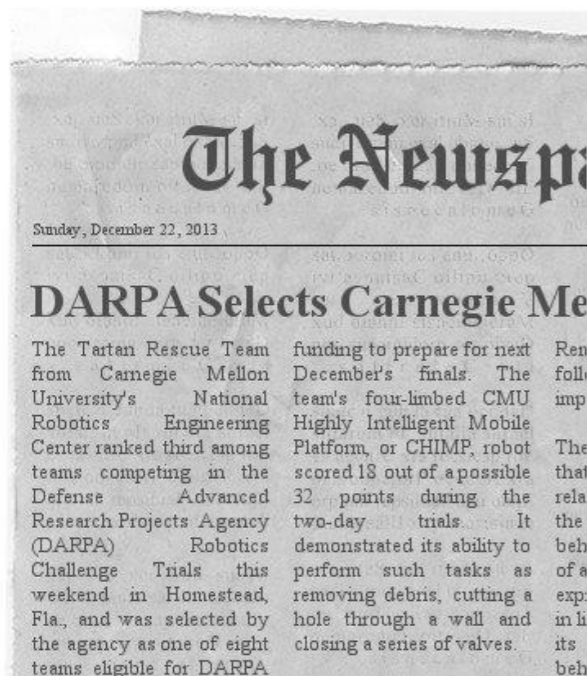 The Newspa
Sunday, December 22, 2013
DARPA Selects Carnegie Me
The Tartan Rescue Team
from Carnegie Mellon
University's National
Robotics Engineering
Center ranked third among
teams competing in the
Defense Advanced
Research Projects Agency
(DARPA) Robotics
Challenge Trials this
weekend in Homestead,
Fla., and was selected by
the agency as one of eight
teams eligible for DARPA
funding to prepare for next
December's finals. The
team's four-limbed CMU
Highly Intelligent Mobile
Platform, or CHIMP, robot
scored 18 out of a possible
32 points during the
two-day trials. It
demonstrated its ability to
perform such tasks as
removing debris, cutting a
hole through a wall and
closing a series of valves.
Rem
follo
imp
The
that
rela
the
beh
of a
exp
in li
its
beh